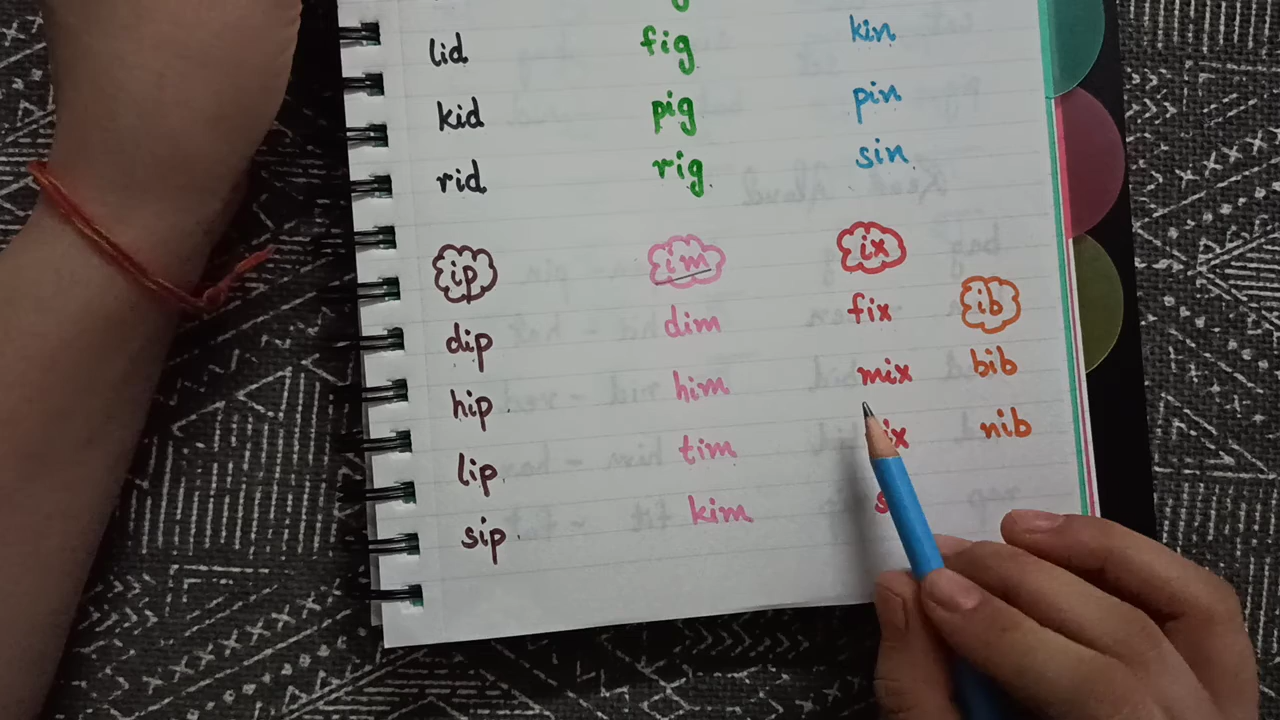 lid fig kin
kid pig pin
rid rig sin
ip im ix ib
dip dim fix bib
hip him mix nib
lip tim
sip kim